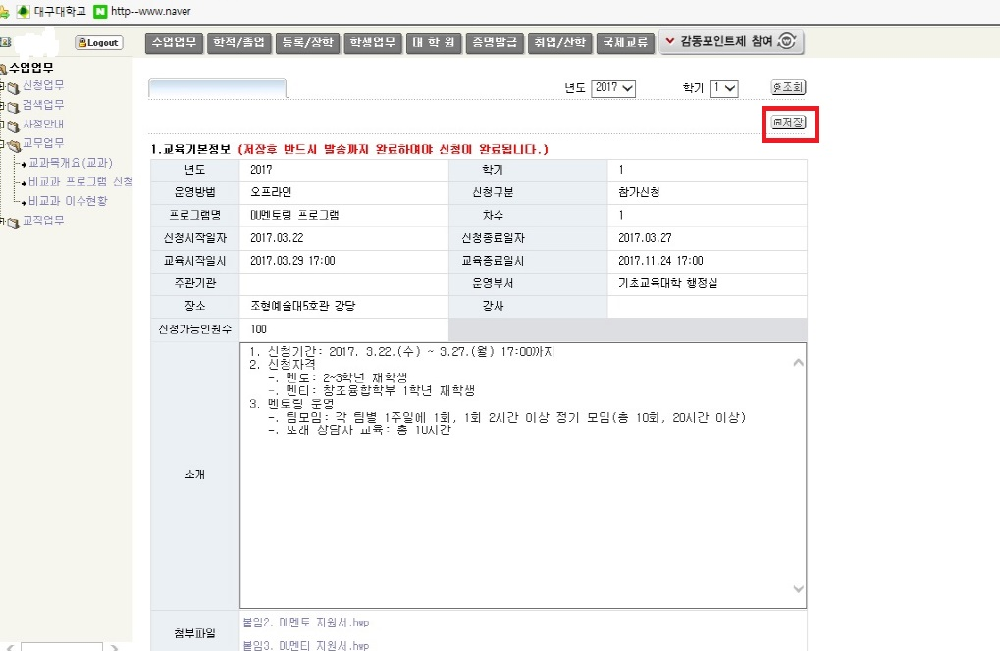 대구대학교 http--www.naver
Logout
수업업무 학적/졸업 등록/장학 학생업무 대 학 원 증명발급 취업/산학 국제교류 감동포인트제 참여
수업업무
신청업무
검색업무
사정안내
교무업무
교과목개요(교과)
비교과 프로그램 신청
비교과 이수현황
교직업무
년도 2017 학기 1 조회
저장
1.교육기본정보 (저장후 반드시 발송까지 완료하여야 신청이 완료됩니다.)
년도 2017 학기 1
운영방법 오프라인 신청구분 참가신청
프로그램명 DU멘토링 프로그램 차수 1
신청시작일자 2017.03.22 신청종료일자 2017.03.27
교육시작일시 2017.03.29 17:00 교육종료일시 2017.11.24 17:00
주관기관 운영부서 기초교육대학 행정실
장소 조형예술대5호관 강당 강사
신청가능인원수 100
소개
1. 신청기간: 2017. 3.22.(수) ~ 3.27.(월) 17:00까지
2. 신청자격
-. 멘토: 2~3학년 재학생
-. 멘티: 창조융합학부 1학년 재학생
3. 멘토링 운영
-. 팀모임: 각 팀별 1주일에 1회, 1회 2시간 이상 정기 모임(총 10회, 20시간 이상)
-. 또래 상담자 교육: 총 10시간
첨부파일
붙임2. DU멘토 지원서.hwp
붙임3. DU멘티 지원서.hwp